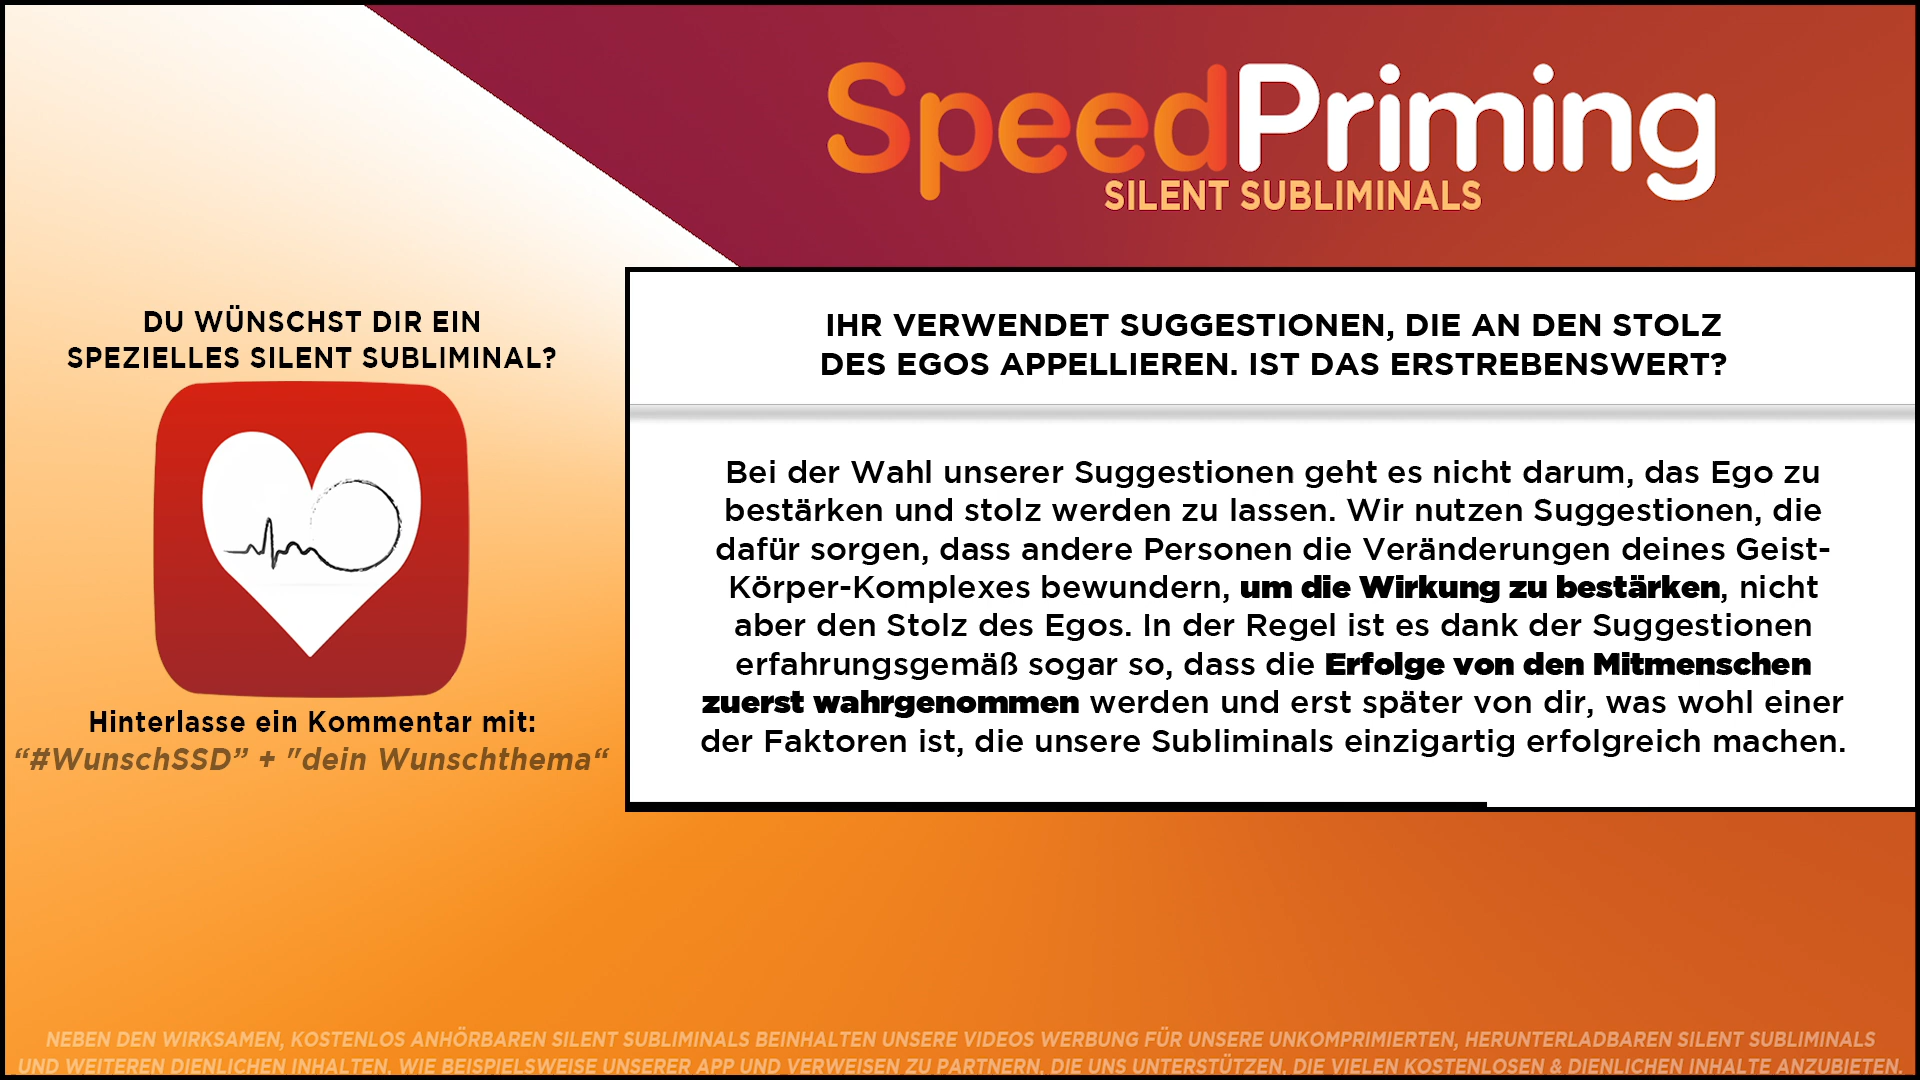 SpeedPriming
SILENT SUBLIMINALS
DU WÜNSCHST DIR EIN
SPEZIELLES SILENT SUBLIMINAL?
Hinterlasse ein Kommentar mit:
“#WunschSSD” + "dein Wunschthema“
IHR VERWENDET SUGGESTIONEN, DIE AN DEN STOLZ
DES EGOS APPELLIEREN. IST DAS ERSTREBENSWERT?
Bei der Wahl unserer Suggestionen geht es nicht darum, das Ego zu
bestärken und stolz werden zu lassen. Wir nutzen Suggestionen, die
dafür sorgen, dass andere Personen die Veränderungen deines Geist-
Körper-Komplexes bewundern, um die Wirkung zu bestärken, nicht
aber den Stolz des Egos. In der Regel ist es dank der Suggestionen
erfahrungsgemäß sogar so, dass die Erfolge von den Mitmenschen
zuerst wahrgenommen werden und erst später von dir, was wohl einer
der Faktoren ist, die unsere Subliminals einzigartig erfolgreich machen.
NEBEN DEN WIRKSAMEN, KOSTENLOS ANHÖRBAREN SILENT SUBLIMINALS BEINHALTEN UNSERE VIDEOS WERBUNG FÜR UNSERE UNKOMPRIMIERTEN, HERUNTERLADBAREN SILENT SUBLIMINALS
UND WEITEREN DIENLICHEN INHALTEN, WIE BEISPIELSWEISE UNSERER APP UND VERWEISEN ZU PARTNERN, DIE UNS UNTERSTÜTZEN, DIE VIELEN KOSTENLOSEN & DIENLICHEN INHALTE ANZUBIETEN.